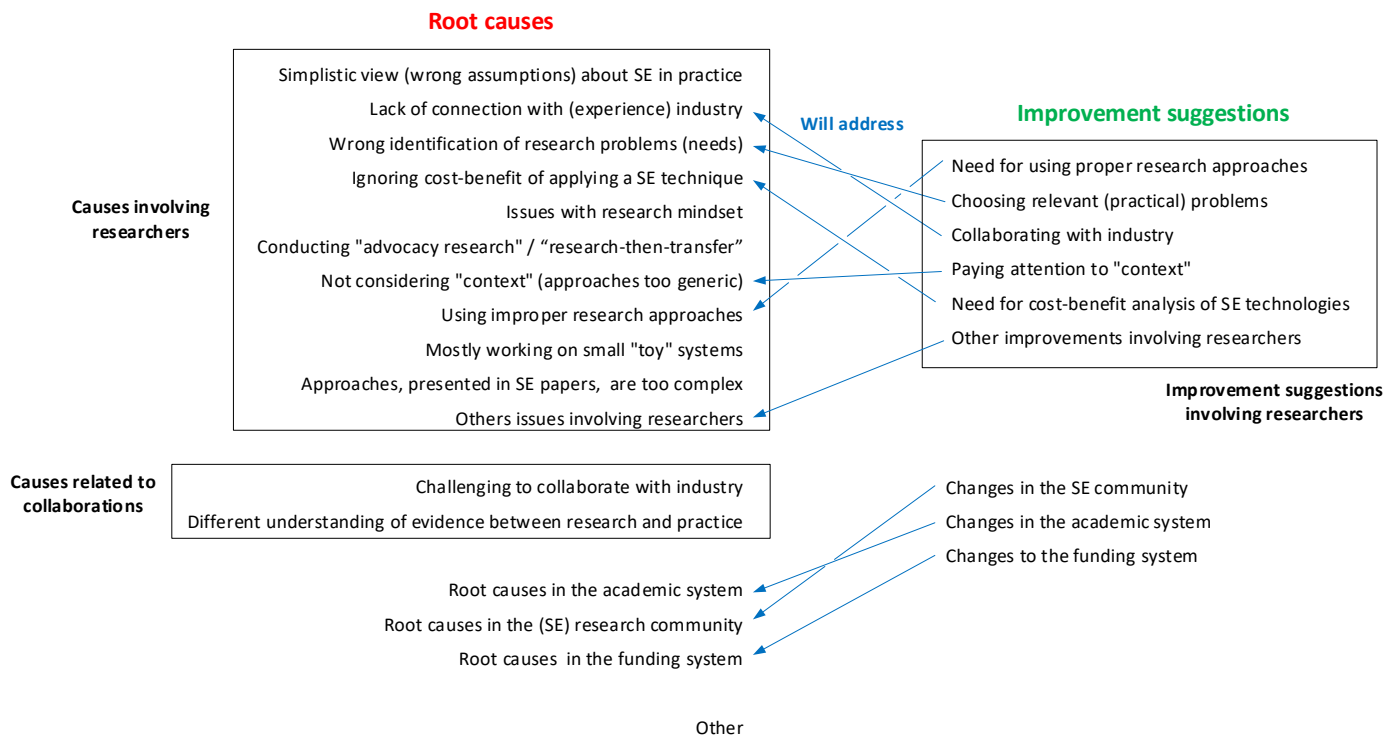 Root causes
Simplistic view (wrong assumptions) about SE in practice
Lack of connection with (experience) industry
Wrong identification of research problems (needs)
Ignoring cost-benefit of applying a SE technique
Issues with research mindset
Conducting "advocacy research" / “research-then-transfer”
Not considering "context" (approaches too generic)
Using improper research approaches
Mostly working on small "toy" systems
Approaches, presented in SE papers, are too complex
Others issues involving researchers
Causes involving
researchers
Will address
Improvement suggestions
Need for using proper research approaches
Choosing relevant (practical) problems
Collaborating with industry
Paying attention to "context"
Need for cost-benefit analysis of SE technologies
Other improvements involving researchers
Improvement suggestions
involving researchers
Causes related to
collaborations
Challenging to collaborate with industry
Different understanding of evidence between research and practice
Changes in the SE community
Changes in the academic system
Changes to the funding system
Root causes in the academic system
Root causes in the (SE) research community
Root causes in the funding system
Other